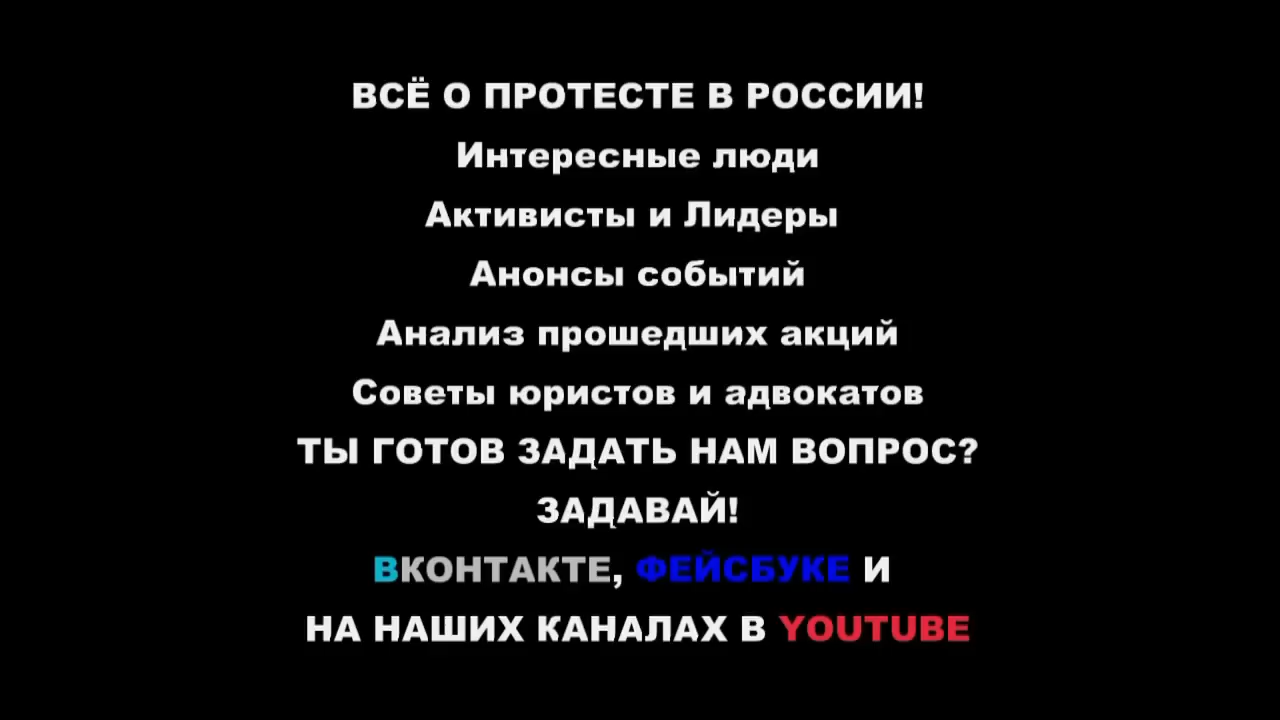 ВСЁ О ПРОТЕСТЕ В РОССИИ!
Интересные люди
Активисты и Лидеры
Анонсы событий
Анализ прошедших акций
Советы юристов и адвокатов
ТЫ ГОТОВ ЗАДАТЬ НАМ ВОПРОС?
ЗАДАВАЙ!
ВКОНТАКТЕ, ФЕЙСБУКЕ И
НА НАШИХ КАНАЛАХ В YOUTUBE